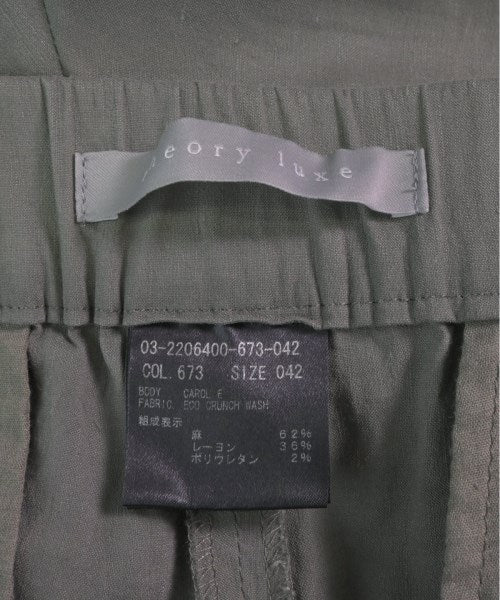 theory luxe
03-2206400-673-042
COL. 673 SIZE 042
BODY CAROL E
FABRIC ECO CRUNCH WASH
組成表示
麻 62%
レーヨン 36%
ポリウレタン 2%